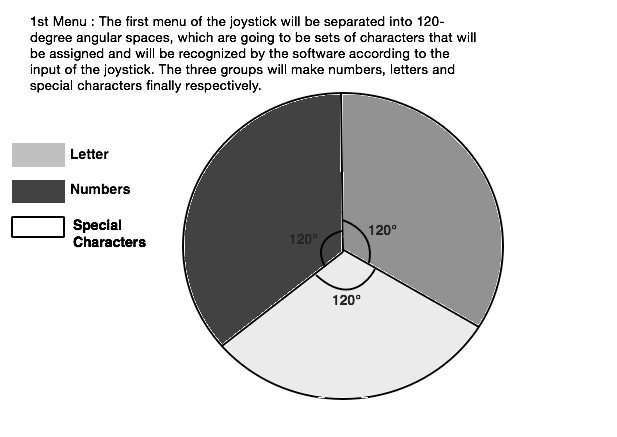 1st Menu : The first menu of the joystick will be separated into 120-
degree angular spaces, which are going to be sets of characters that will
be assigned and will be recognized by the software according to the
input of the joystick. The three groups will make numbers, letters and
special characters finally respectively.
Letter
Numbers
Special
Characters
120°
120°
120°